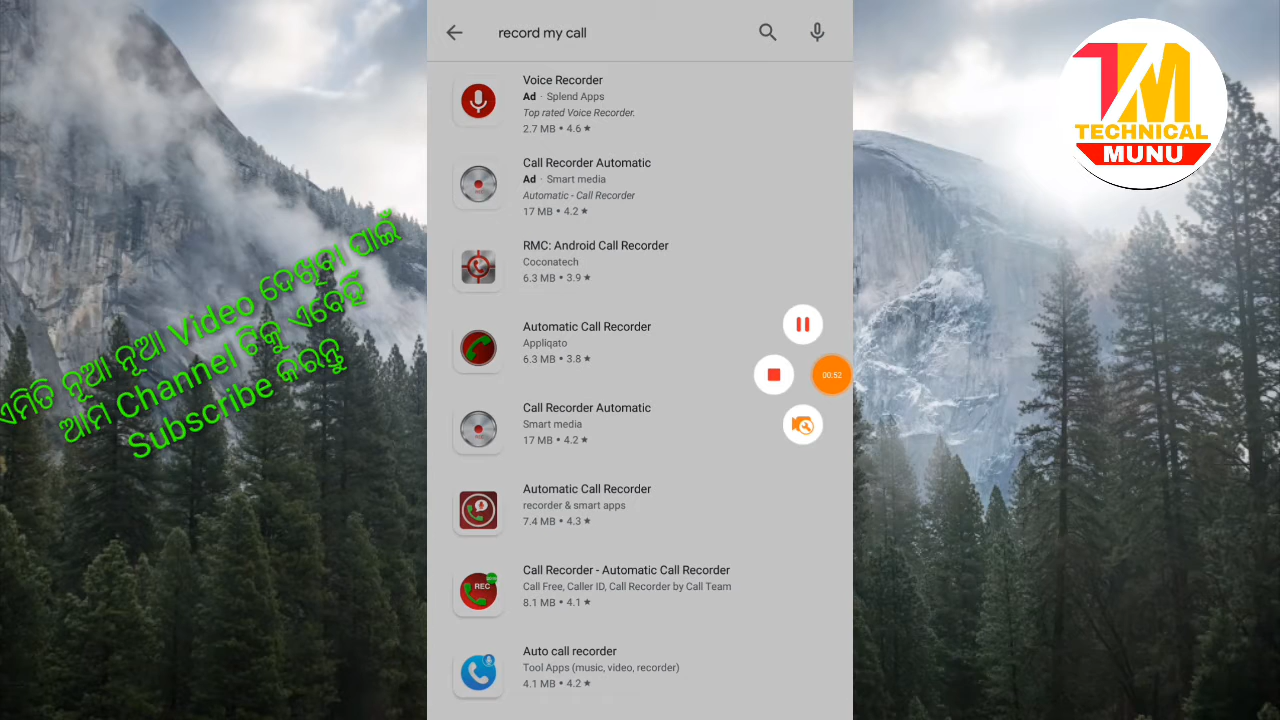 record my call
Voice Recorder
Ad · Splend Apps
Top rated Voice Recorder.
2.7 MB • 4.6 ★
Call Recorder Automatic
Ad · Smart media
Automatic - Call Recorder
17 MB • 4.2 ★
RMC: Android Call Recorder
Coconatech
6.3 MB • 3.9 ★
Automatic Call Recorder
Appliqato
6.3 MB • 3.8 ★
Call Recorder Automatic
Smart media
17 MB • 4.2 ★
Automatic Call Recorder
recorder & smart apps
7.4 MB • 4.3 ★
REC
Call Recorder - Automatic Call Recorder
Call Free, Caller ID, Call Recorder by Call Team
8.1 MB • 4.1 ★
Auto call recorder
Tool Apps (music, video, recorder)
4.1 MB • 4.2 ★
00:52
ଏମିତି ନୂଆ ନୂଆ Video ଦେଖିବା ପାଇଁ
ଆମ Channel ଟିକୁ ଏବେହିଁ
Subscribe କରନ୍ତୁ
TM
TECHNICAL
MUNU